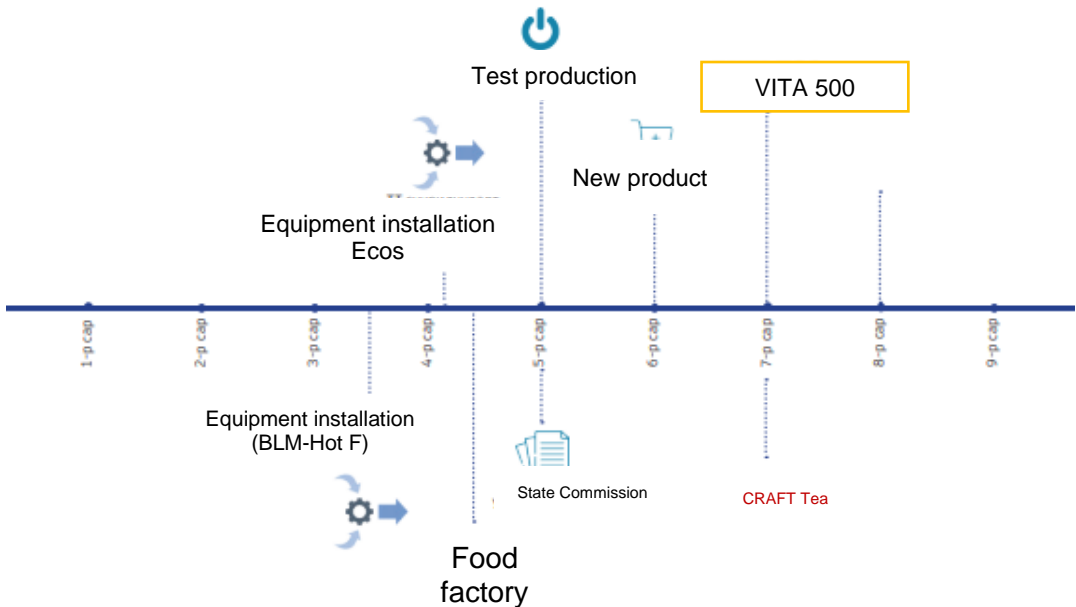 Test production
VITA 500
New product
Equipment installation
Ecos
1-р сар
2-р сар
3-р сар
4-р сар
5-р сар
6-р сар
7-р сар
8-р сар
9-р сар
Equipment installation
(BLM-Hot F)
State Commission
CRAFT Tea
Food
factory